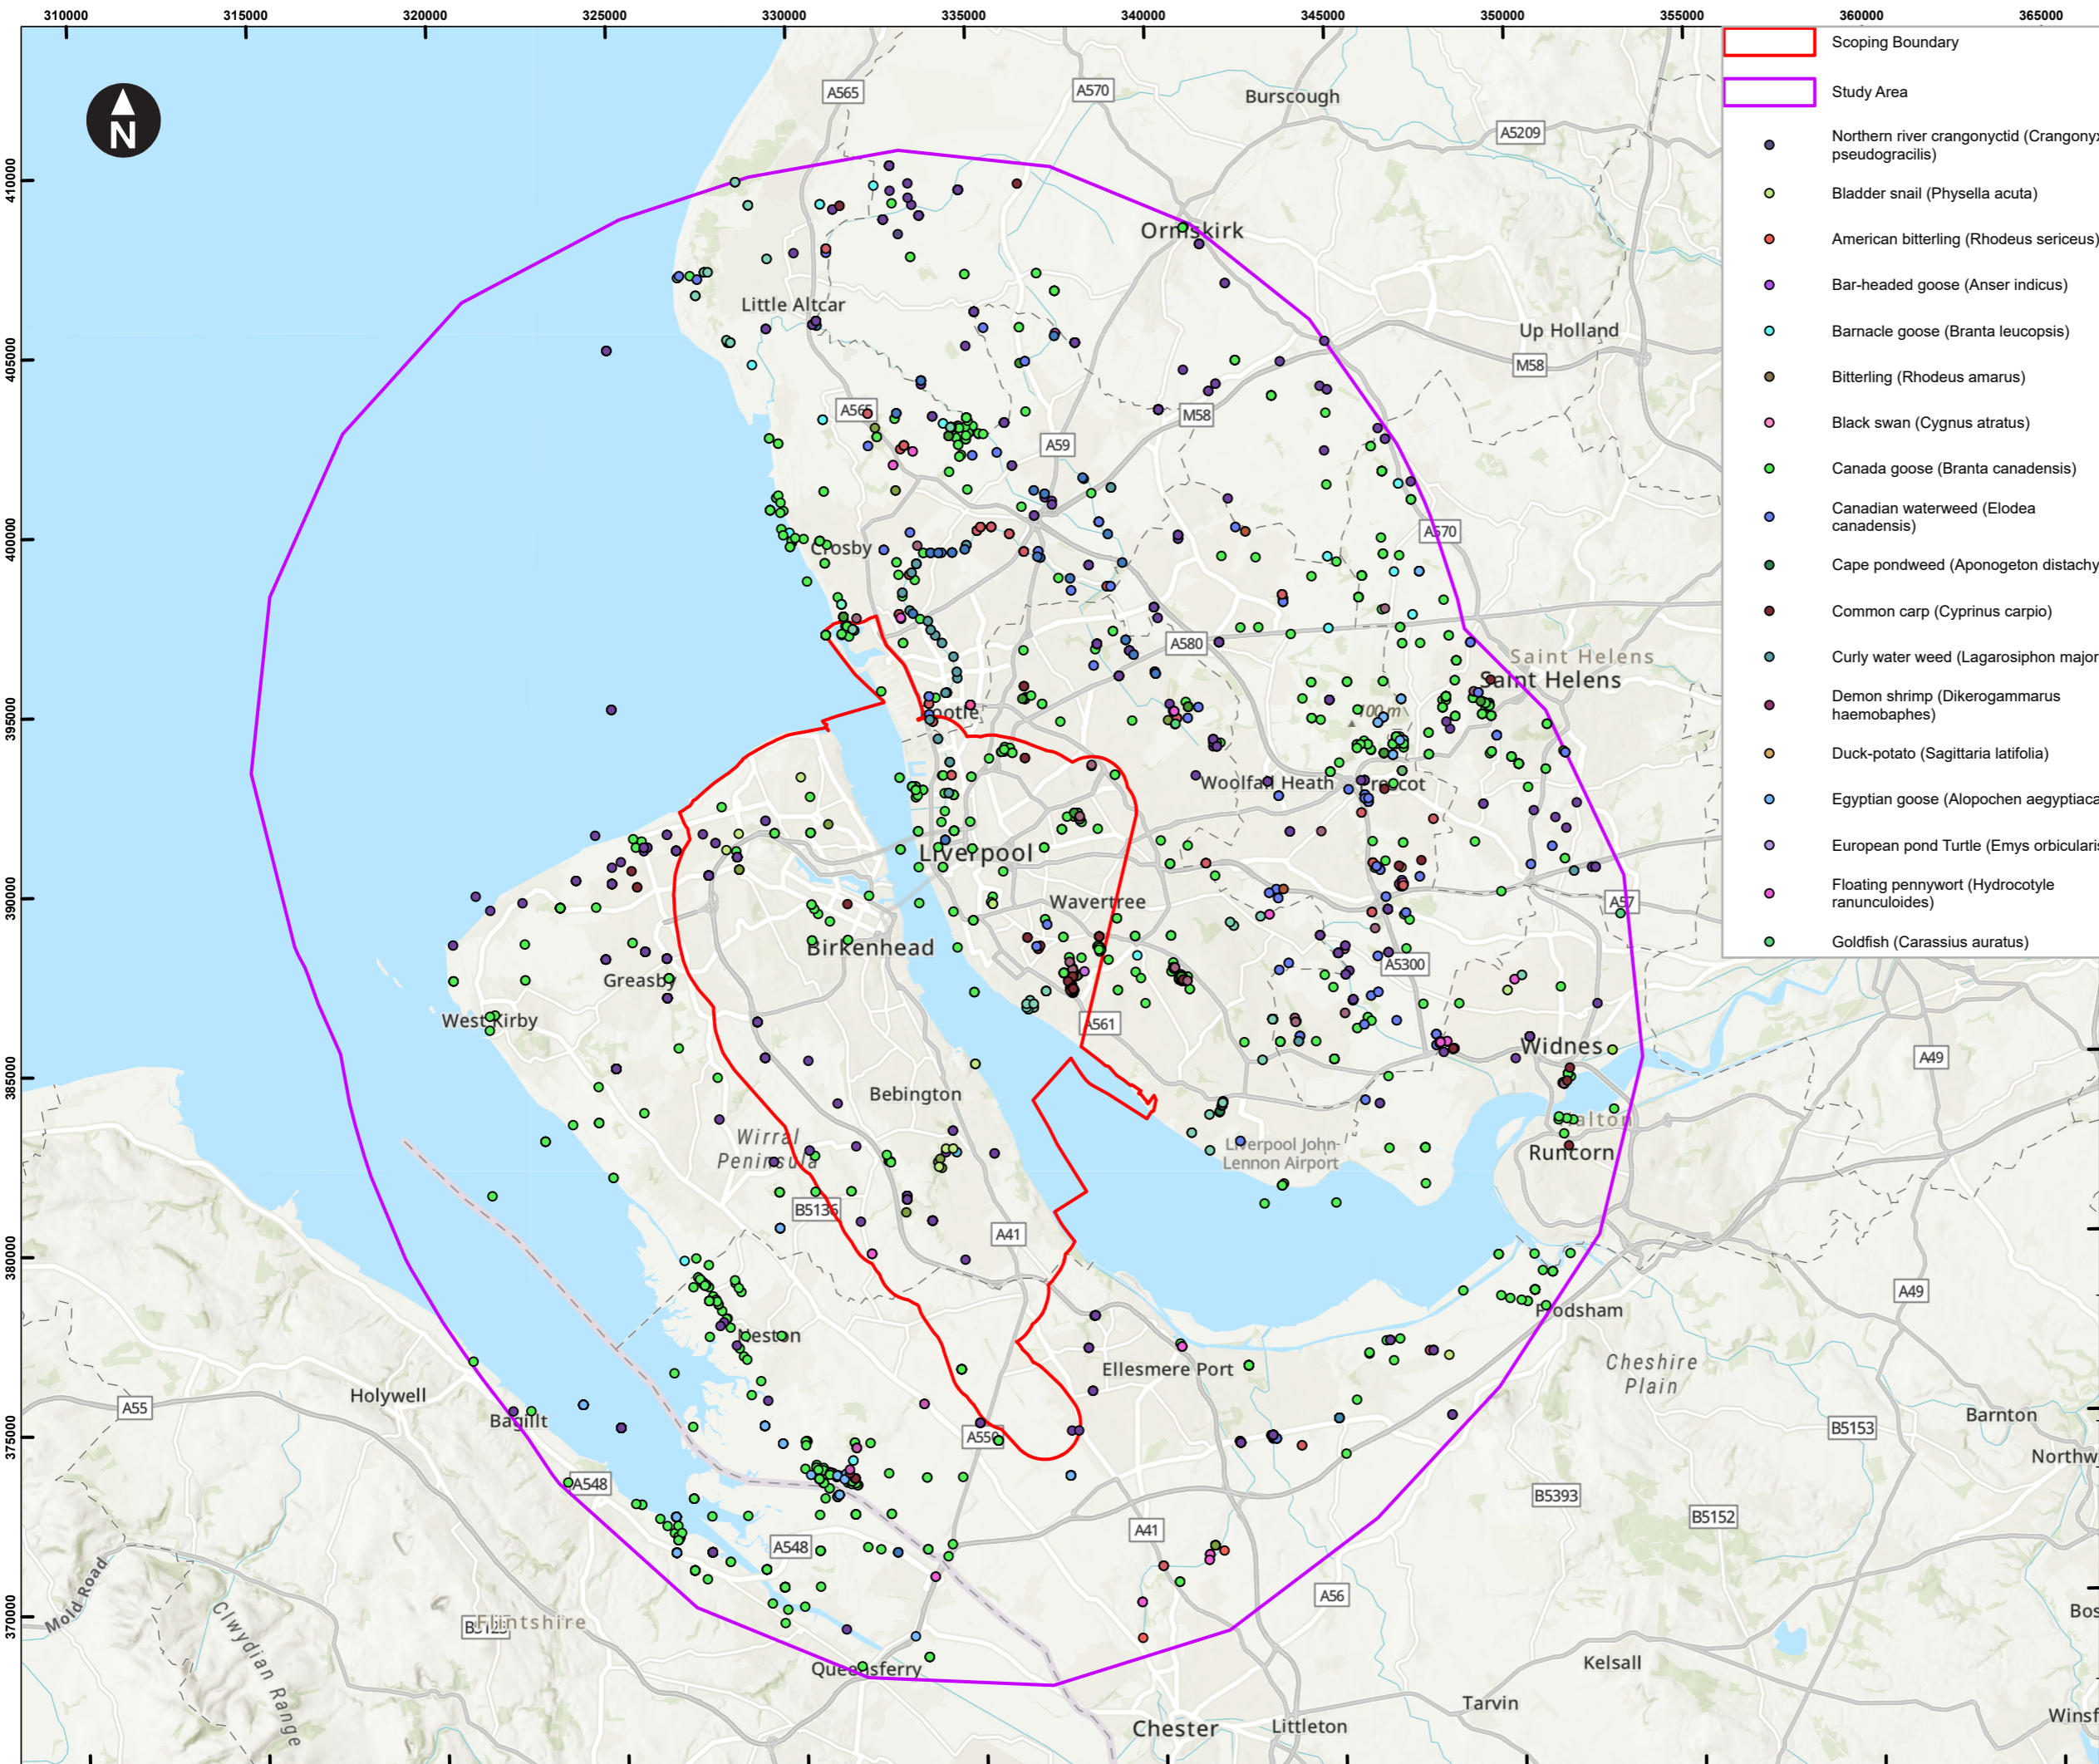 310000 315000 320000 325000 330000 335000 340000 345000 350000 355000 360000 365000
410000
405000
400000
395000
390000
385000
380000
375000
370000
N
Scoping Boundary
Study Area
Northern river crangonyctid (Crangonyx
pseudogracilis)
Bladder snail (Physella acuta)
American bitterling (Rhodeus sericeus)
Bar-headed goose (Anser indicus)
Barnacle goose (Branta leucopsis)
Bitterling (Rhodeus amarus)
Black swan (Cygnus atratus)
Canada goose (Branta canadensis)
Canadian waterweed (Elodea
canadensis)
Cape pondweed (Aponogeton distachy
Common carp (Cyprinus carpio)
Curly water weed (Lagarosiphon major
Demon shrimp (Dikerogammarus
haemobaphes)
Duck-potato (Sagittaria latifolia)
Egyptian goose (Alopochen aegyptiaca
European pond Turtle (Emys orbicularis
Floating pennywort (Hydrocotyle
ranunculoides)
Goldfish (Carassius auratus)
A565
A570
Burscough
A5209
Ormskirk
Little Altcar
Up Holland
M58
A565
M58
A59
A570
Crosby
A580
Saint Helens
Saint Helens
Bootle
100 m
Woolfall Heath
Prescot
Liverpool
Wavertree
A57
Birkenhead
A5300
Greasby
West Kirby
A561
Widnes
A49
Bebington
Halton
Wirral
Peninsula
Liverpool John
Lennon Airport
Runcorn
B5136
A41
A49
Frodsham
Neston
Ellesmere Port
Cheshire
Plain
Holywell
A55
Bagillt
Barnton
A550
B5153
Northw
A548
B5393
B5152
A41
A548
A56
Mold Road
Flintshire
Bos
Clwydian Range
Queensferry
Kelsall
Tarvin
Winsf
Chester
Littleton